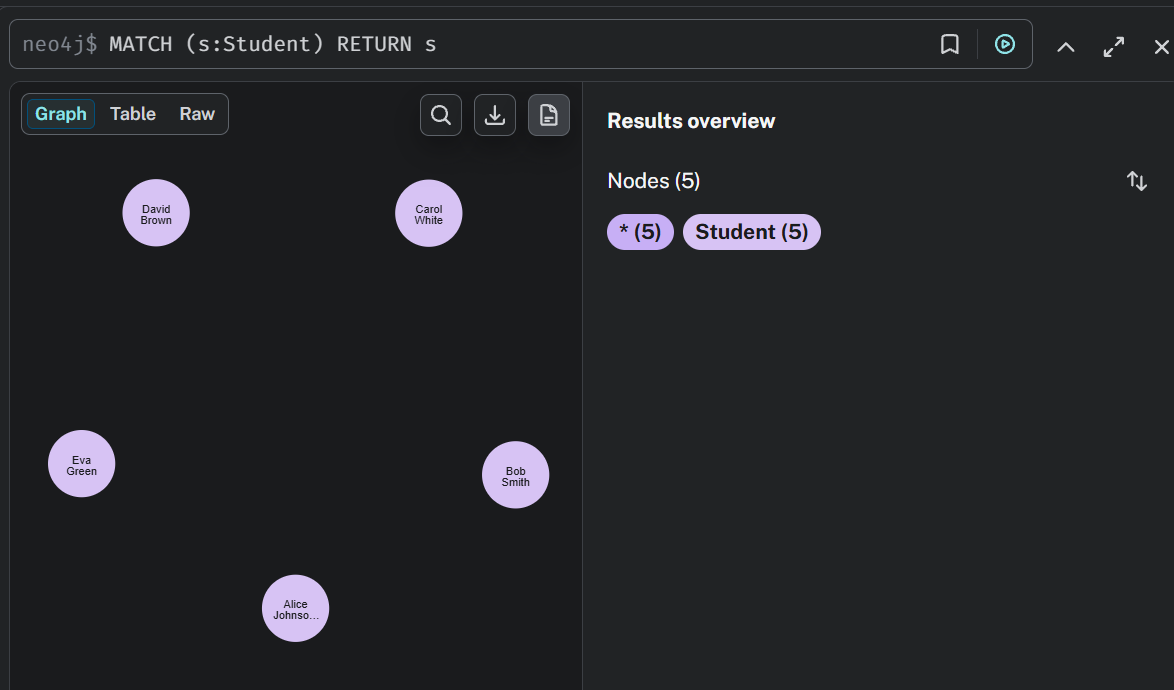 neo4j$ MATCH (s:Student) RETURN s
Graph Table Raw
Results overview
Nodes (5)
* (5) Student (5)
David
Brown
Carol
White
Eva
Green
Bob
Smith
Alice
Johnso...